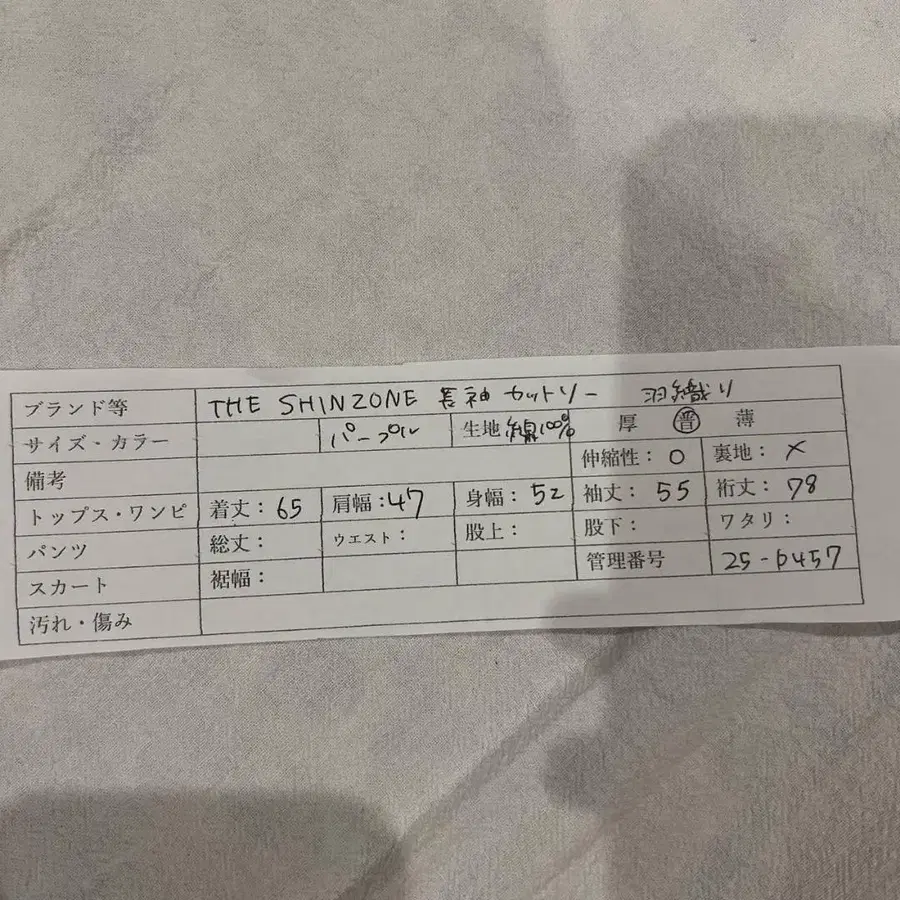 ブランド等 THE SHINZONE 長袖 カットソー 羽織り
サイズ・カラー パープル 生地 綿100% 厚 普 薄
備考 伸縮性：○ 裏地：×
トップス・ワンピ 着丈：65 肩幅：47 身幅：52 袖丈：55 裄丈：78
パンツ 総丈： ウエスト： 股上： 股下： ワタリ：
スカート 裾幅： 管理番号 25-p457
汚れ・傷み